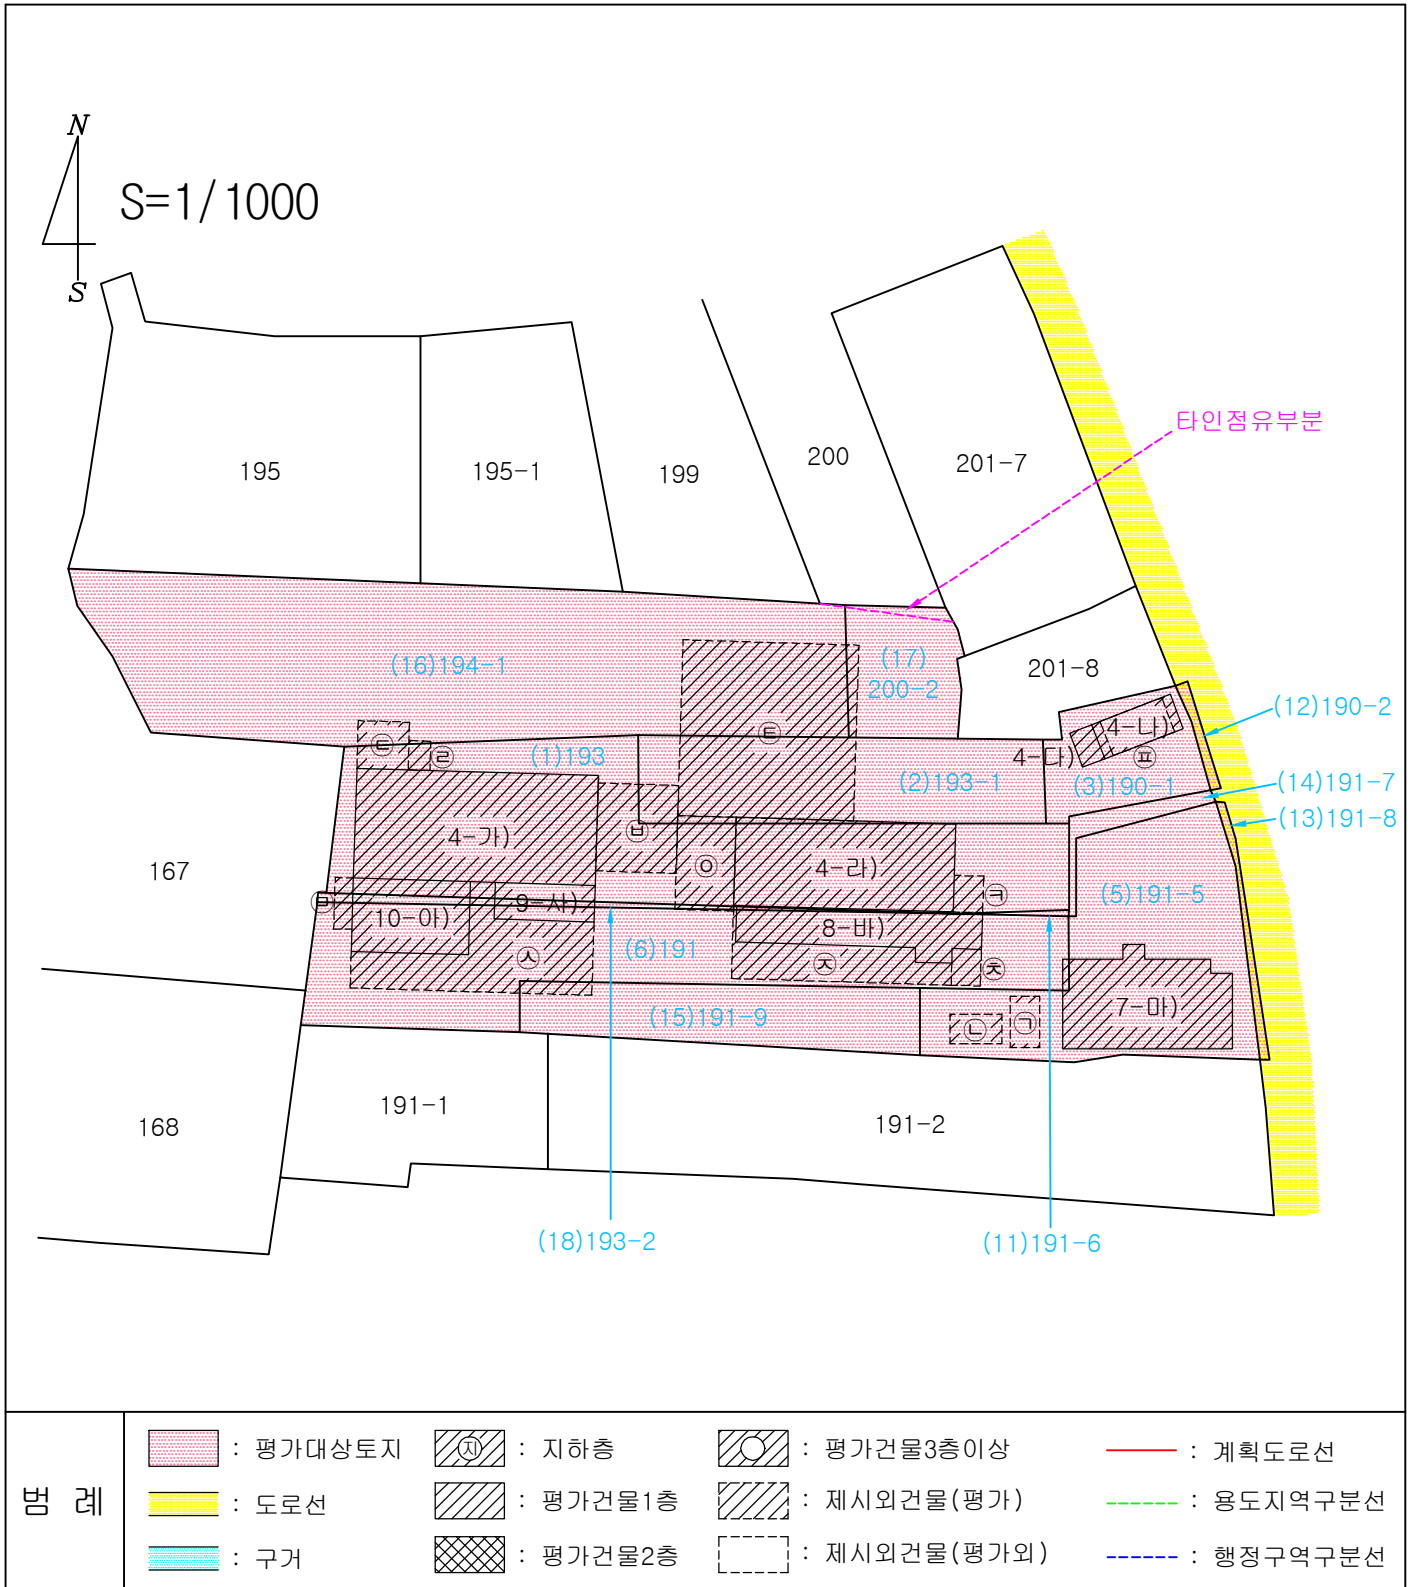 N
S=1/1000
S
타인점유부분
200
201-7
195
195-1
199
(16)194-1
(17)
200-2
201-8
(12)190-2
4-나)
4-다)
㉢
㉣
(1)193
㉫
㉬
(2)193-1
(3)190-1
(14)191-7
(13)191-8
4-가)
㉥
㉧
4-라)
167
㉤
10-아)
9-사)
㉪
(5)191-5
8-바)
(6)191
㉦
㉨
㉩
7-마)
(15)191-9
㉡
㉠
191-1
191-2
168
(18)193-2
(11)191-6
범 례
: 평가대상토지
지
: 지하층
: 평가건물3층이상
: 계획도로선
: 도로선
: 평가건물1층
: 제시외건물(평가)
: 용도지역구분선
: 구거
: 평가건물2층
: 제시외건물(평가외)
: 행정구역구분선